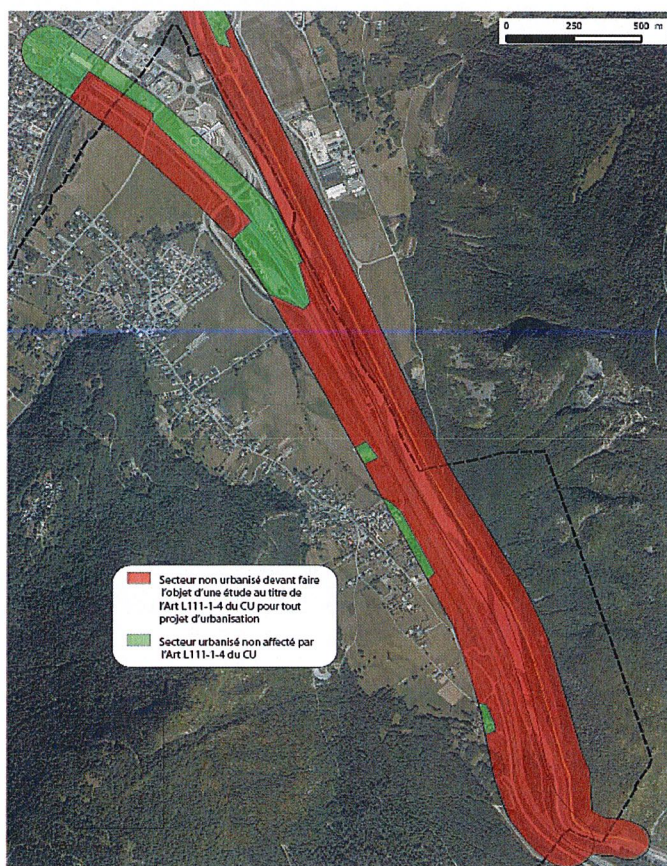 0 250 500 m
Secteur non urbanisé devant faire
l'objet d'une étude au titre de
l'Art L111-1-4 du CU pour tout
projet d'urbanisation
Secteur urbanisé non affecté par
l'Art L111-1-4 du CU